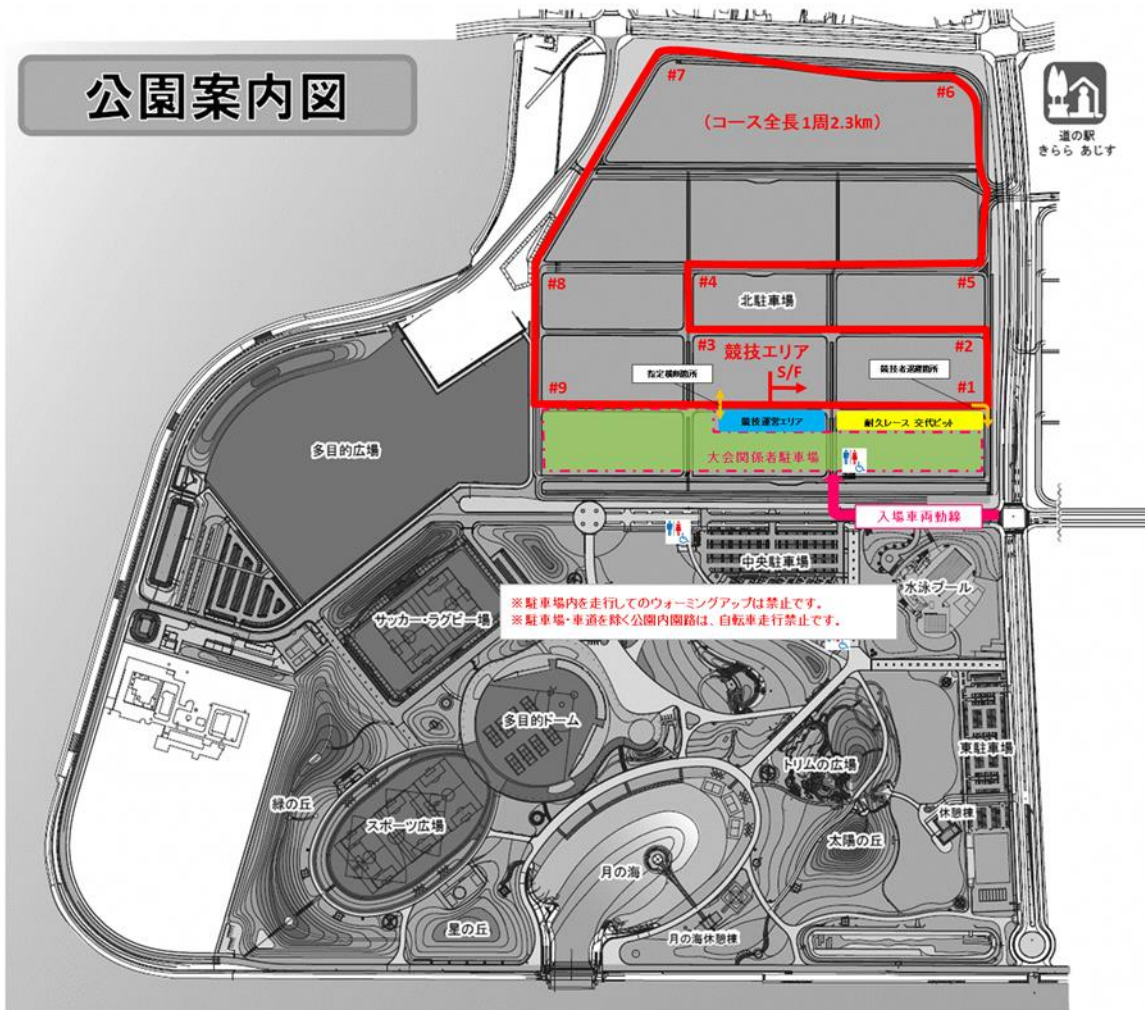 公園案内図
#7
#6
(コース全長1周2.3km)
道の駅
きらら あじす
#8
#4
北駐車場
#5
#3
競技エリア
#2
指定横断箇所
S/F
競技者退避箇所
#9
#1
競技運営エリア
耐久レース 交代ピット
多目的広場
大会関係者駐車場
入場車両動線
中央駐車場
水泳プール
※駐車場内を走行してのウォーミングアップは禁止です。
※駐車場・車道を除く公園内園路は、自転車走行禁止です。
サッカー・ラグビー場
多目的ドーム
東駐車場
トリムの広場
緑の丘
休憩棟
スポーツ広場
太陽の丘
月の海
星の丘
月の海休憩棟